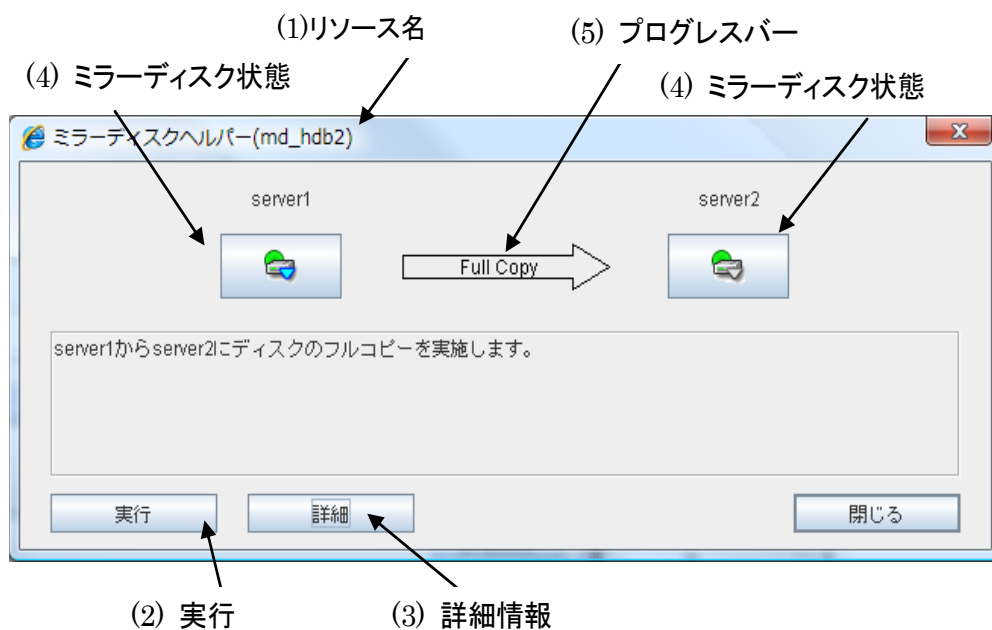 (1)リソース名
(5) プログレスバー
(4) ミラーディスク状態
(4) ミラーディスク状態
ミラーディスクヘルパー(md_hdb2)
server1
server2
Full Copy
server1からserver2にディスクのフルコピーを実施します。
実行
詳細
閉じる
(2) 実行
(3) 詳細情報